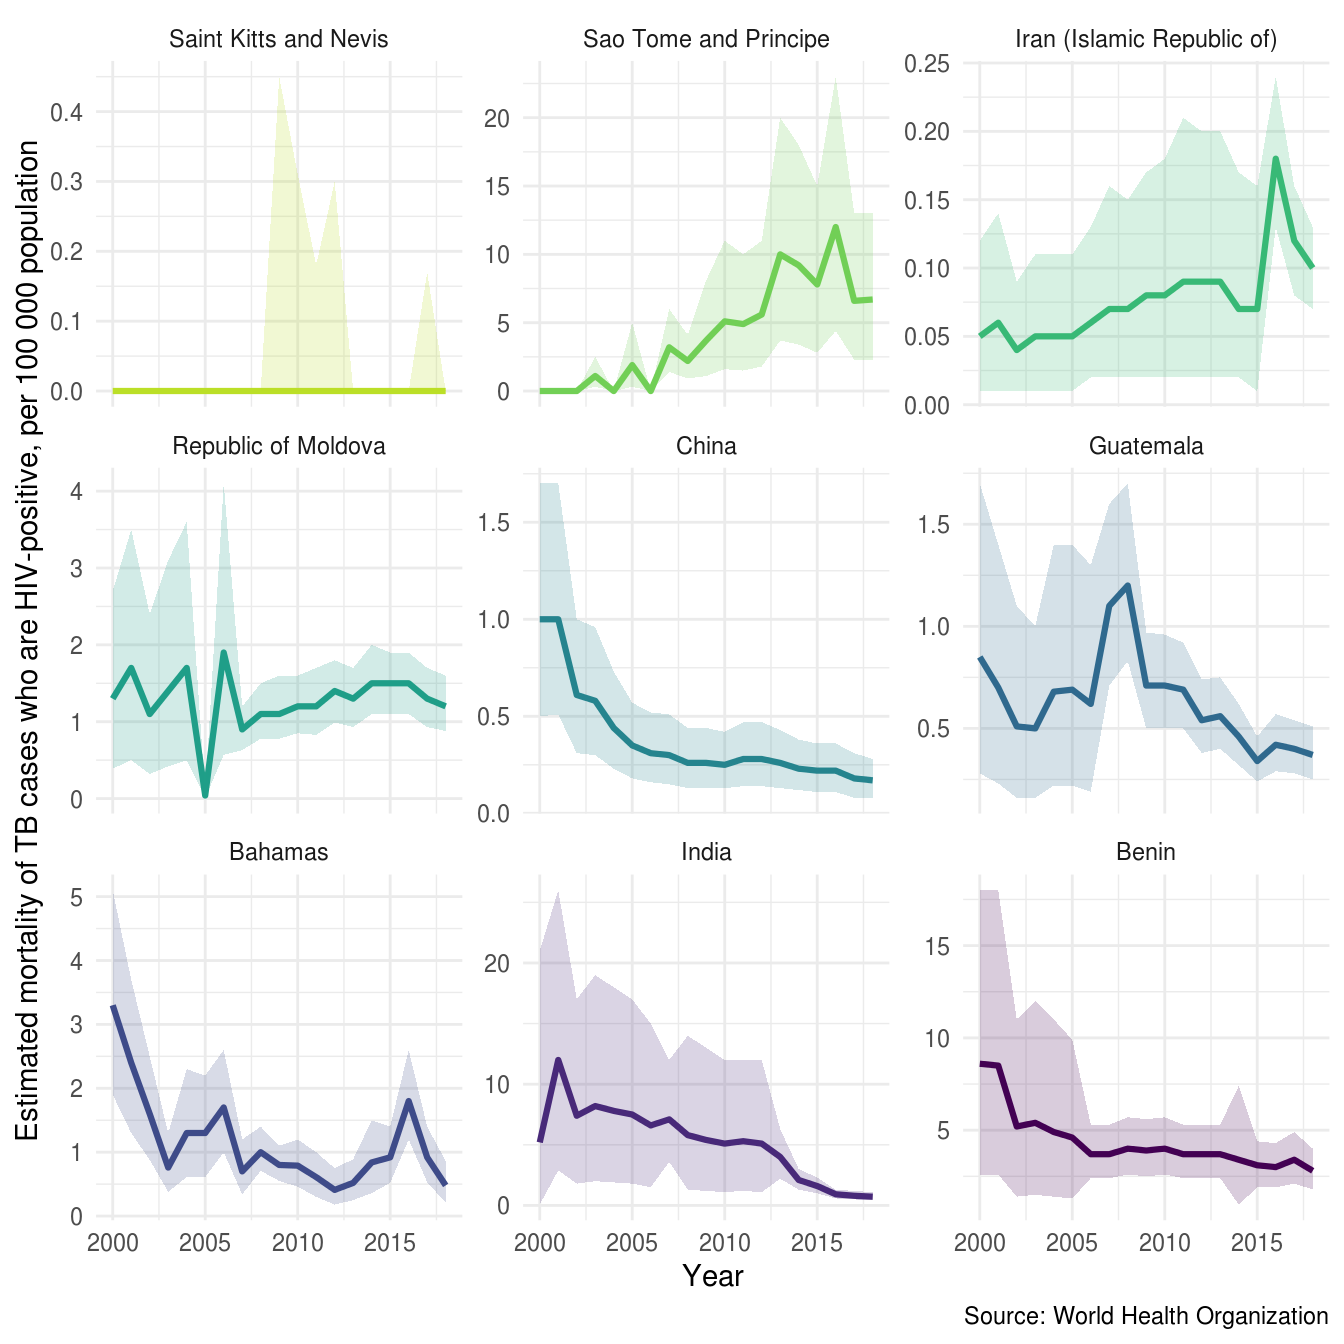 Estimated mortality of TB cases who are HIV-positive, per 100 000 population
Saint Kitts and Nevis
0.4
0.3
0.2
0.1
0.0
Sao Tome and Principe
20
15
10
5
0
Iran (Islamic Republic of)
0.25
0.20
0.15
0.10
0.05
0.00
Republic of Moldova
4
3
2
1
0
China
1.5
1.0
0.5
0.0
Guatemala
1.5
1.0
0.5
Bahamas
5
4
3
2
1
0
2000 2005 2010 2015
India
20
10
0
2000 2005 2010 2015
Benin
15
10
5
2000 2005 2010 2015
Year
Source: World Health Organization